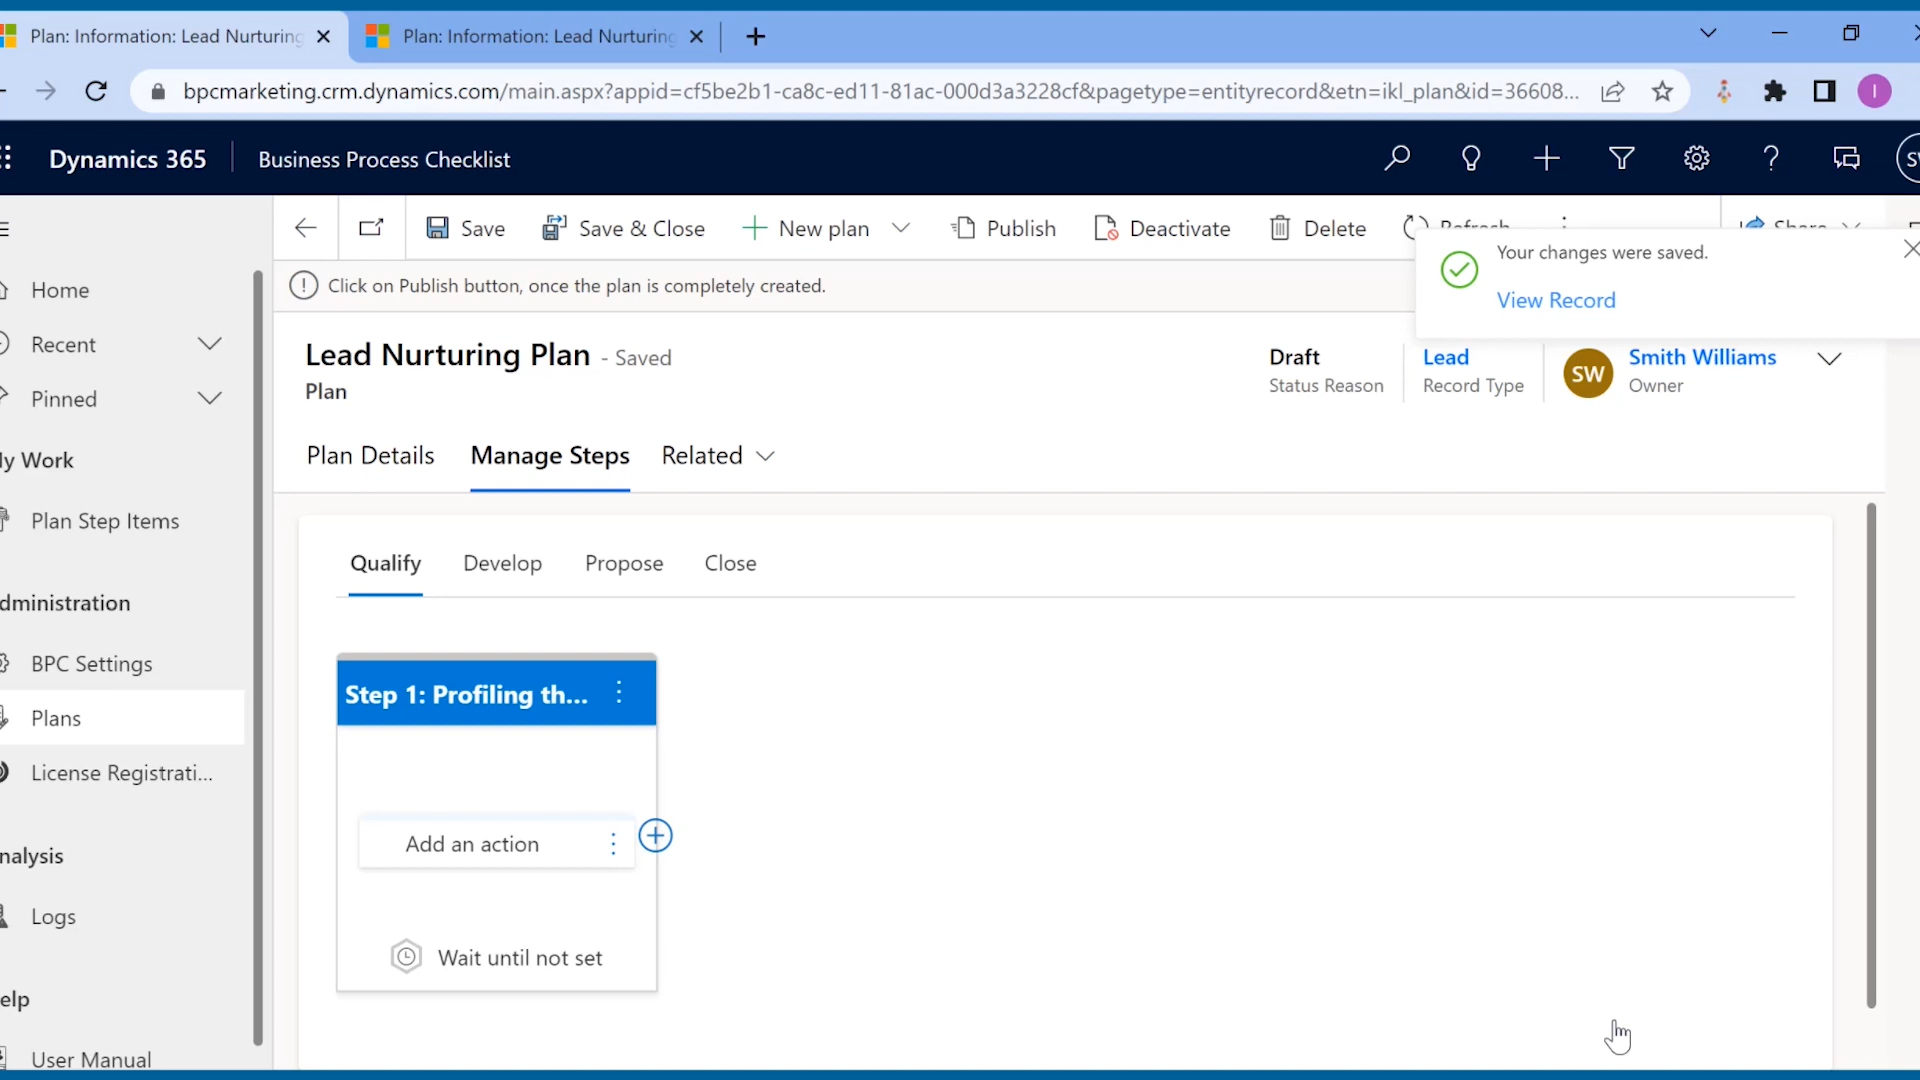 Plan: Information: Lead Nurturing
Plan: Information: Lead Nurturing
bpcmarketing.crm.dynamics.com/main.aspx?appid=cf5be2b1-ca8c-ed11-81ac-000d3a3228cf&pagetype=entityrecord&etn=ikl_plan&id=36608...
I
Dynamics 365
Business Process Checklist
SW
Save
Save & Close
New plan
Publish
Deactivate
Delete
Refresh
Share
Your changes were saved.
View Record
Click on Publish button, once the plan is completely created.
Home
Recent
Pinned
ly Work
Plan Step Items
dministration
BPC Settings
Plans
License Registrati...
nalysis
Logs
elp
User Manual
Lead Nurturing Plan - Saved
Plan
Draft
Status Reason
Lead
Record Type
SW
Smith Williams
Owner
Plan Details
Manage Steps
Related
Qualify
Develop
Propose
Close
Step 1: Profiling th...
Add an action
Wait until not set